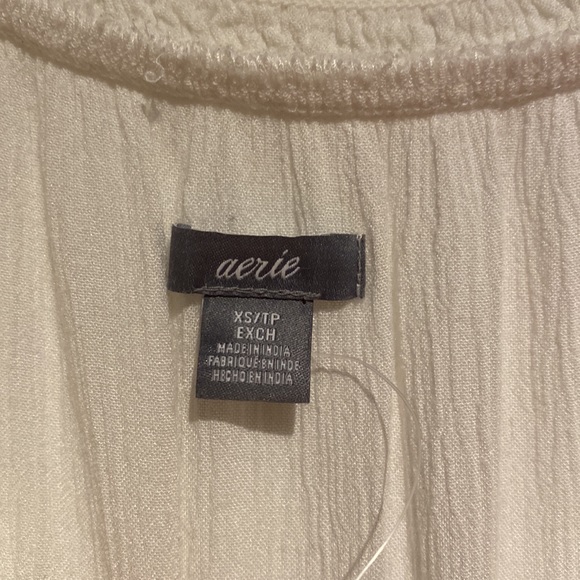 aerie
XS/TP
EXCH
MADE IN INDIA
FABRIQUÉ EN INDE
HECHO EN INDIA